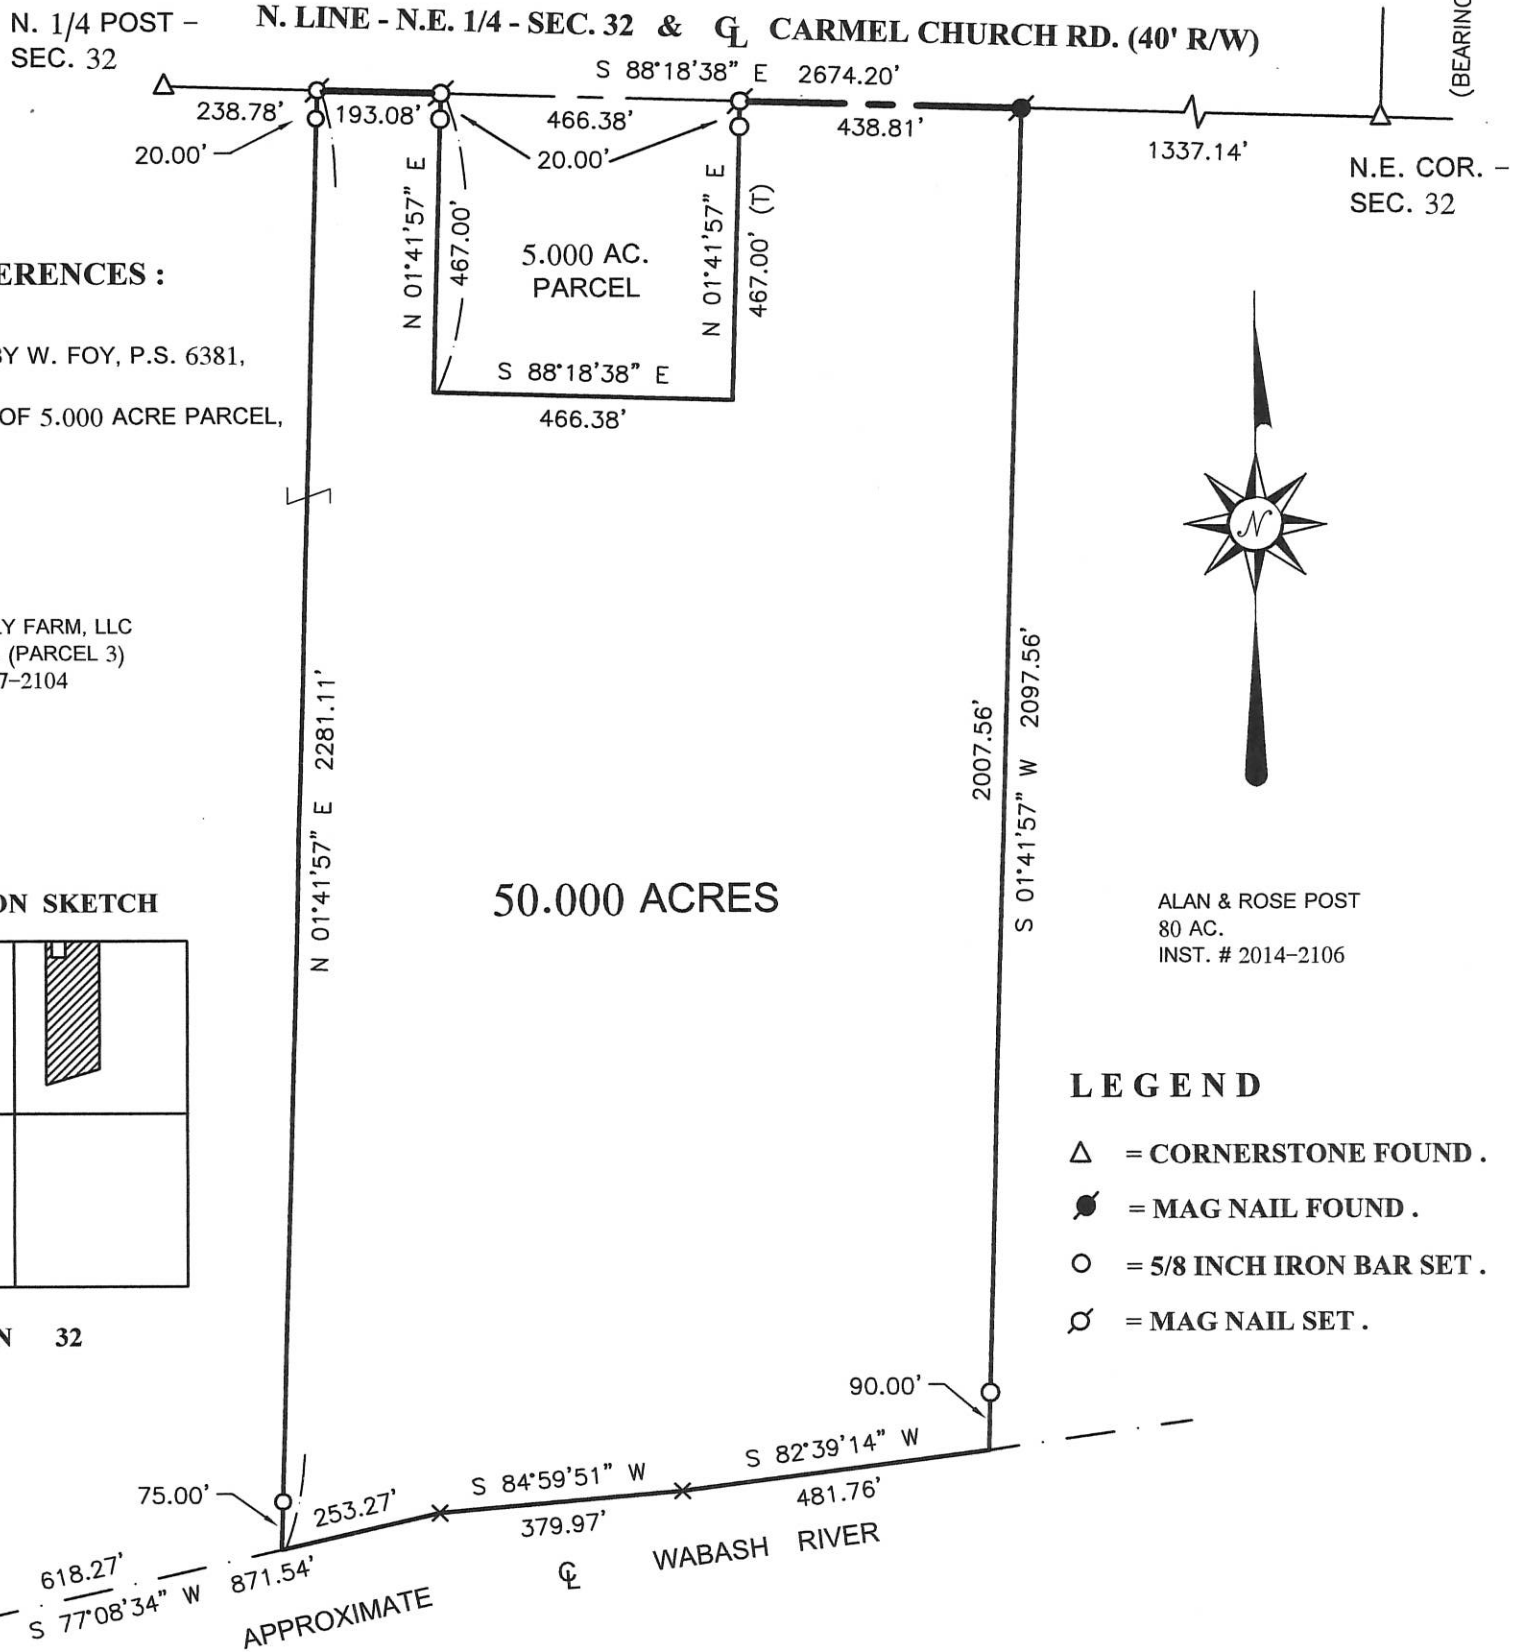 N. 1/4 POST –
SEC. 32
N. LINE - N.E. 1/4 - SEC. 32 & ℄ CARMEL CHURCH RD. (40' R/W)
(BEARING
S 88°18'38" E 2674.20'
238.78'
193.08'
466.38'
438.81'
1337.14'
20.00'
20.00'
N.E. COR. –
SEC. 32
N 01°41'57" E
467.00'
5.000 AC.
PARCEL
N 01°41'57" E
467.00' (T)
S 88°18'38" E
466.38'
ERENCES :
BY W. FOY, P.S. 6381,
OF 5.000 ACRE PARCEL,
N
LY FARM, LLC
(PARCEL 3)
7–2104
N 01°41'57" E 2281.11'
2007.56'
S 01°41'57" W 2097.56'
50.000 ACRES
ALAN & ROSE POST
80 AC.
INST. # 2014–2106
ON SKETCH
N 32
LEGEND
△ = CORNERSTONE FOUND .
= MAG NAIL FOUND .
○ = 5/8 INCH IRON BAR SET .
= MAG NAIL SET .
90.00'
S 82°39'14" W
481.76'
S 84°59'51" W
379.97'
75.00'
253.27'
618.27'
S 77°08'34" W 871.54'
APPROXIMATE ℄ WABASH RIVER